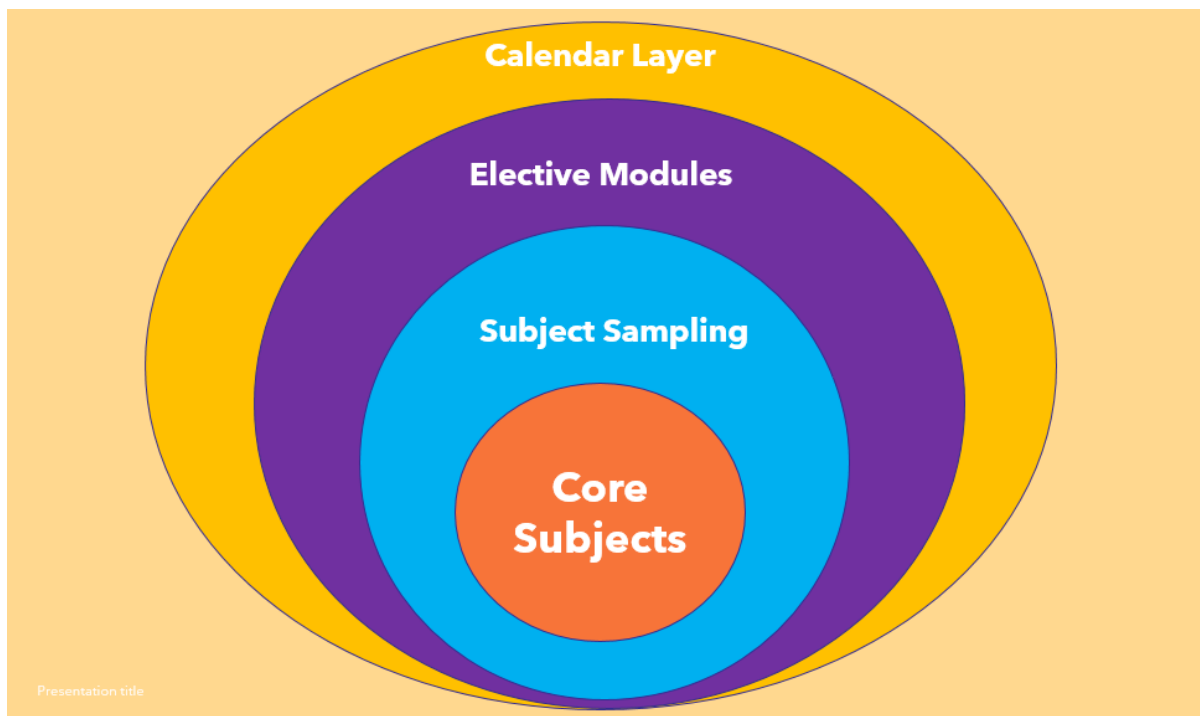 Calendar Layer
Elective Modules
Subject Sampling
Core
Subjects
Presentation title